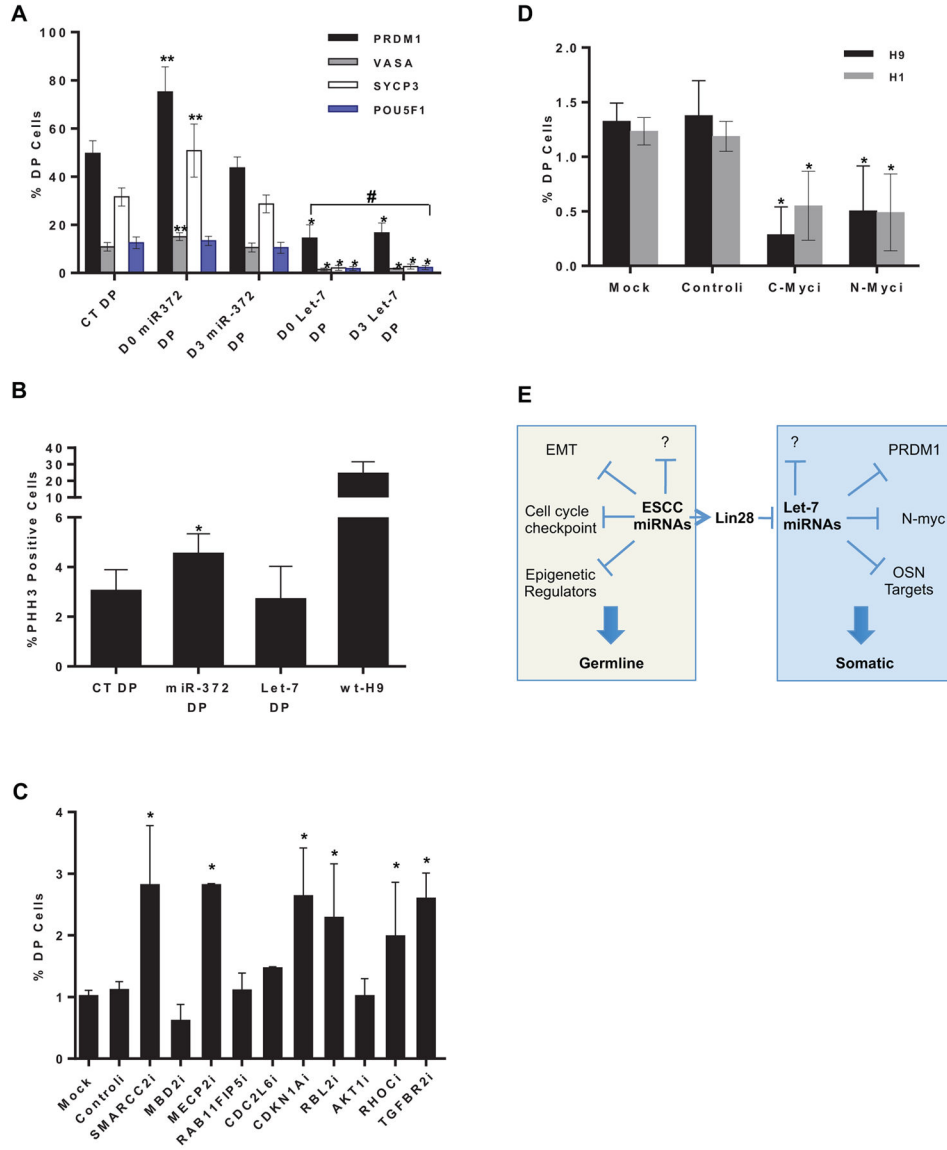 A
% DP Cells
100
80
60
40
20
0
PRDM1
VASA
SYCP3
POU5F1
**
**
**
#
* * * * * * * *
CT DP
D0 miR372
DP
D3 miR-372
DP
D0 Let-7
DP
D3 Let-7
DP
B
%PHH3 Positive Cells
40
30
20
10
6
4
2
0
*
CT DP
miR-372
DP
Let-7
DP
wt-H9
C
% DP Cells
4
3
2
1
0
* * * * * *
Mock
Controli
SMARCC2i
MBD2i
MECP2i
RAB11FIP5i
CDC2L6i
CDKN1Ai
RBL2i
AKT1i
RHOCi
TGFBR2i
D
% DP Cells
2.0
1.5
1.0
0.5
0.0
H9
H1
* * * *
Mock Controli C-Myci N-Myci
E
EMT
?
Cell cycle
checkpoint
ESCC
miRNAs
Epigenetic
Regulators
Germline
Lin28
?
PRDM1
Let-7
miRNAs
N-myc
OSN
Targets
Somatic